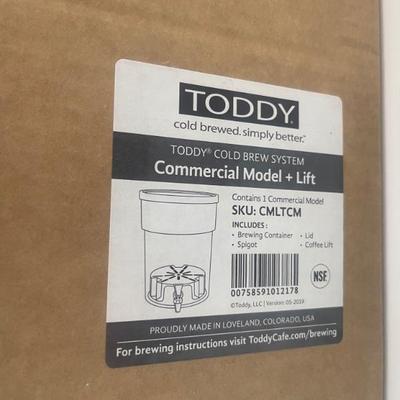 TODDY®
cold brewed. simply better.™
TODDY® COLD BREW SYSTEM
Commercial Model + Lift
Contains 1 Commercial Model
SKU: CMLTCM
INCLUDES:
• Brewing Container • Lid
• Spigot • Coffee Lift
00758591012178
©Toddy, LLC | Version: 05-2019
NSF
PROUDLY MADE IN LOVELAND, COLORADO, USA
For brewing instructions visit ToddyCafe.com/brewing